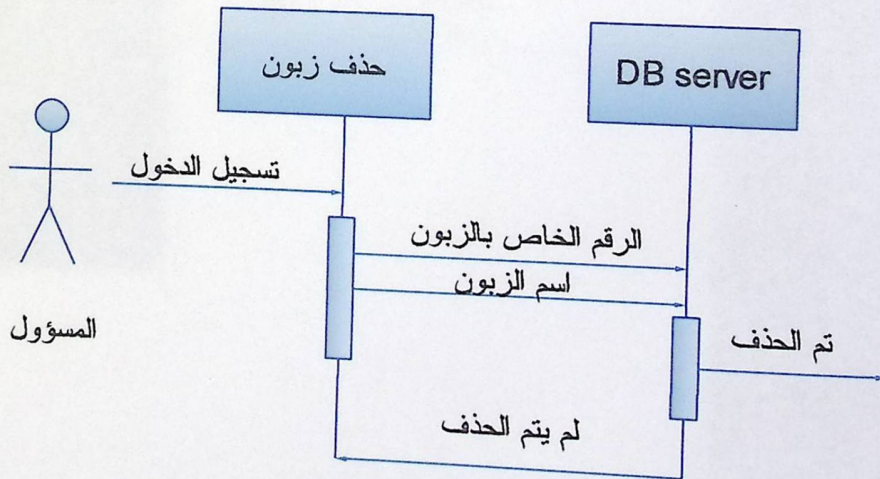 حذف زبون
DB server
تسجيل الدخول
الرقم الخاص بالزبون
اسم الزبون
المسؤول
تم الحذف
لم يتم الحذف